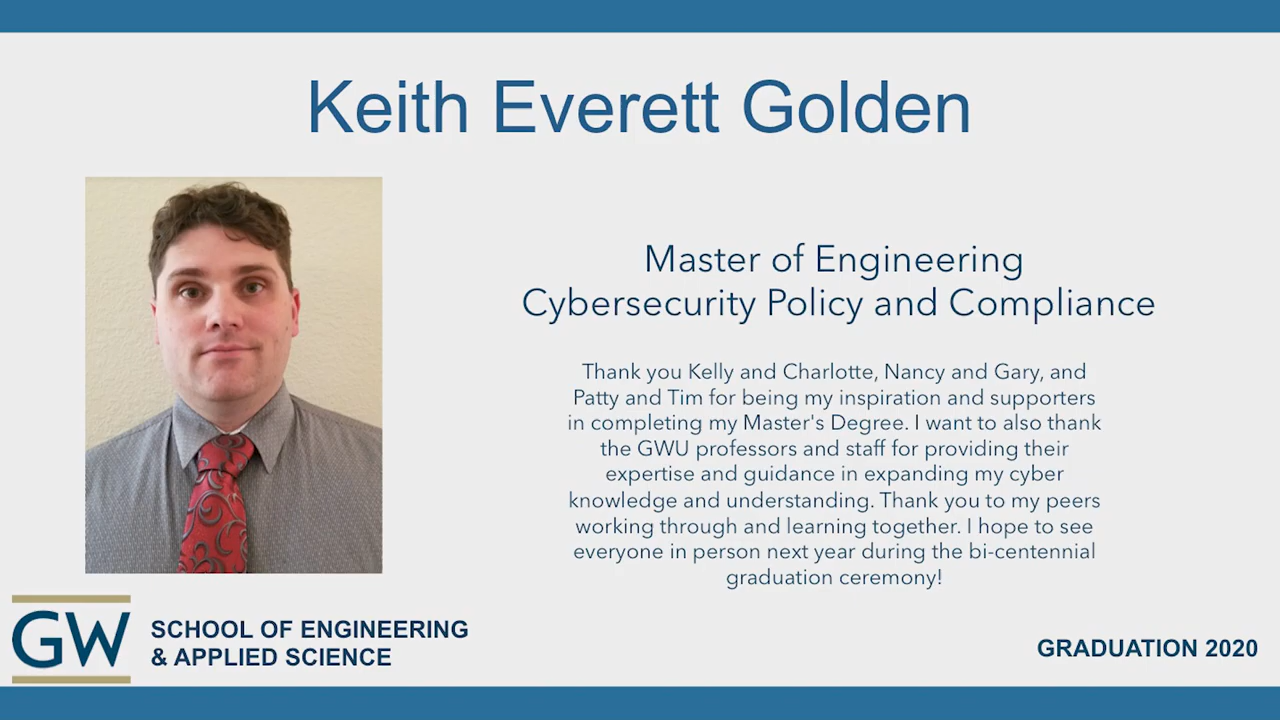 Keith Everett Golden
Master of Engineering
Cybersecurity Policy and Compliance
Thank you Kelly and Charlotte, Nancy and Gary, and
Patty and Tim for being my inspiration and supporters
in completing my Master's Degree. I want to also thank
the GWU professors and staff for providing their
expertise and guidance in expanding my cyber
knowledge and understanding. Thank you to my peers
working through and learning together. I hope to see
everyone in person next year during the bi-centennial
graduation ceremony!
GW
SCHOOL OF ENGINEERING
& APPLIED SCIENCE
GRADUATION 2020